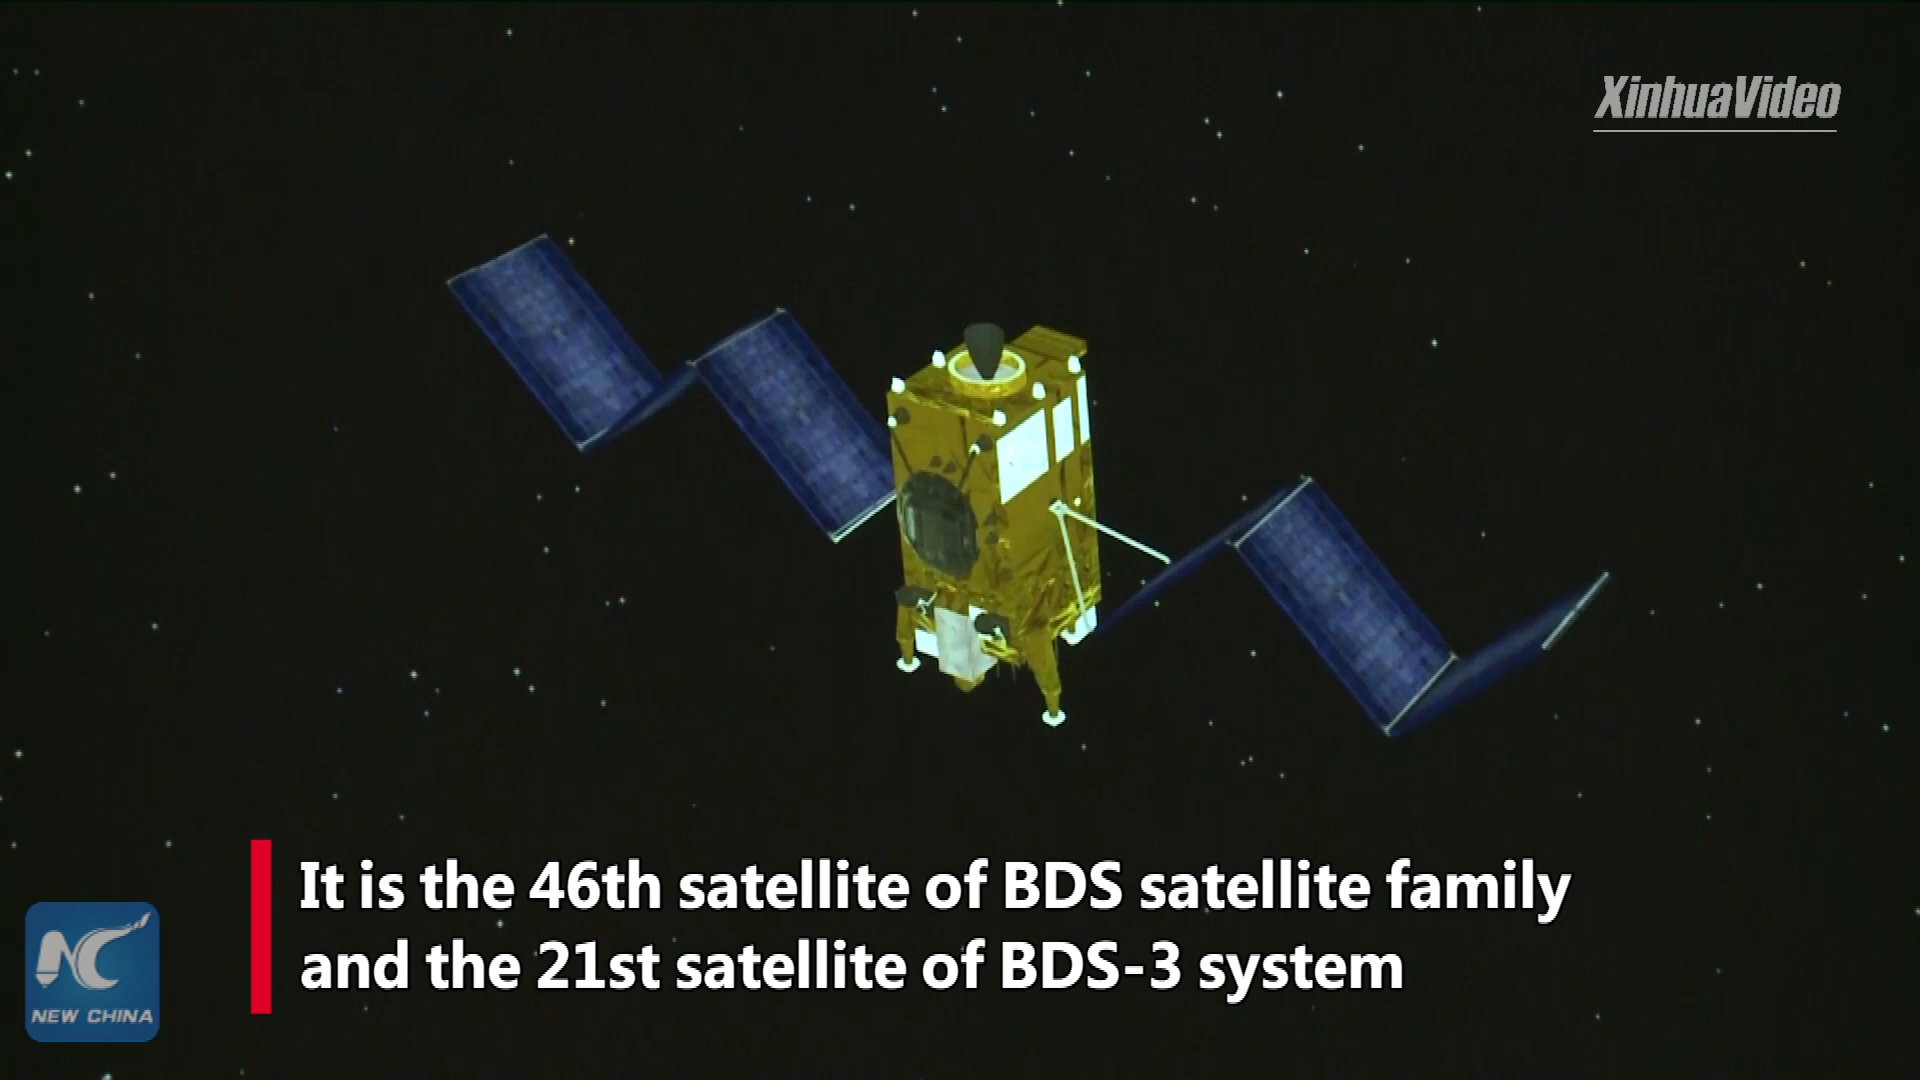 XinhuaVideo
It is the 46th satellite of BDS satellite family
and the 21st satellite of BDS-3 system
NC
NEW CHINA